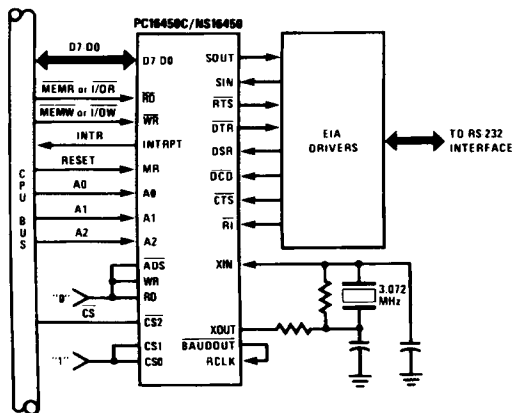 PC16450C/NS16450
D7 D0
D7 D0
MEMR or I/OR
RD
MEMW or I/OW
WR
INTR
INTRPT
RESET
MR
A0
A0
A1
A1
A2
A2
ADS
WR
"0"
RD
CS
CS2
CS1
"1"
CS0
CPU BUS
SOUT
SIN
RTS
DTR
DSR
DCD
CTS
RI
XIN
XOUT
BAUDOUT
RCLK
EIA
DRIVERS
TO RS 232
INTERFACE
3.072
MHz